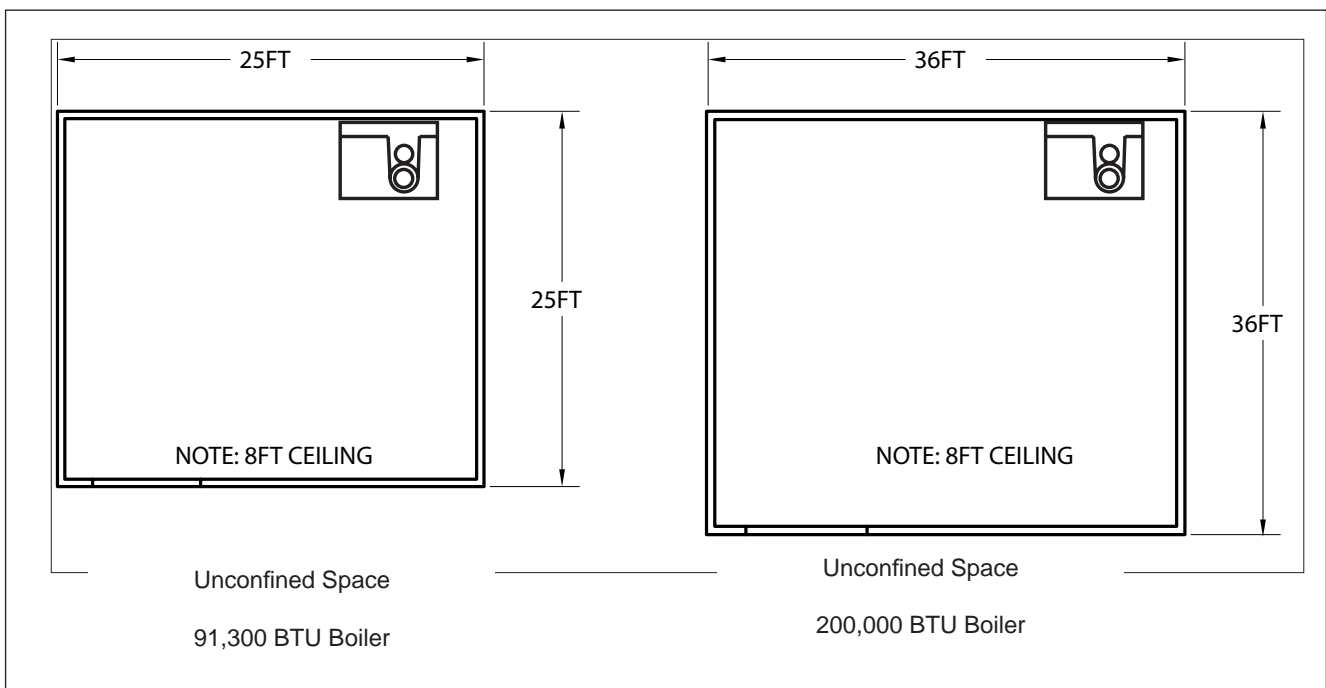 25FT
25FT
NOTE: 8FT CEILING
Unconfined Space
91,300 BTU Boiler
36FT
36FT
NOTE: 8FT CEILING
Unconfined Space
200,000 BTU Boiler